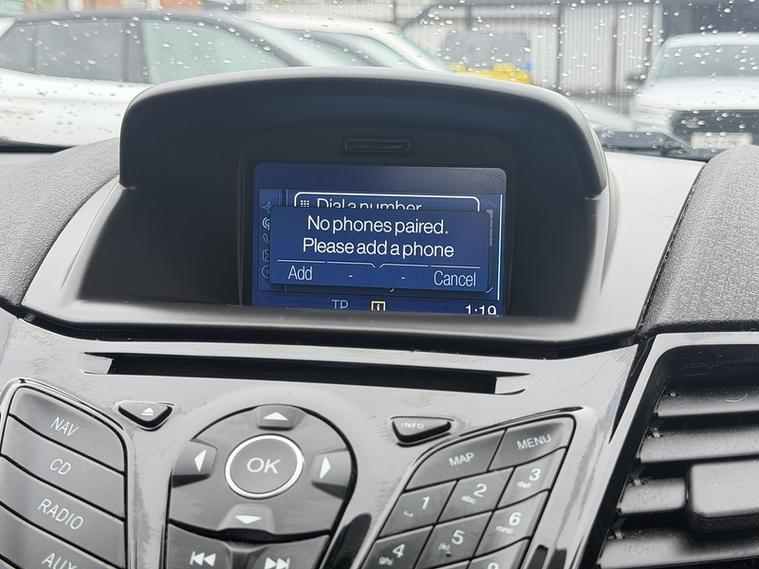 Dial a number
No phones paired.
Please add a phone
Add - - Cancel
TP i 1:19
INFO
NAV
CD
RADIO
AUX
OK
MAP
MENU
1
2 abc
3 def
4 ghi
5 jkl
6 mno
9